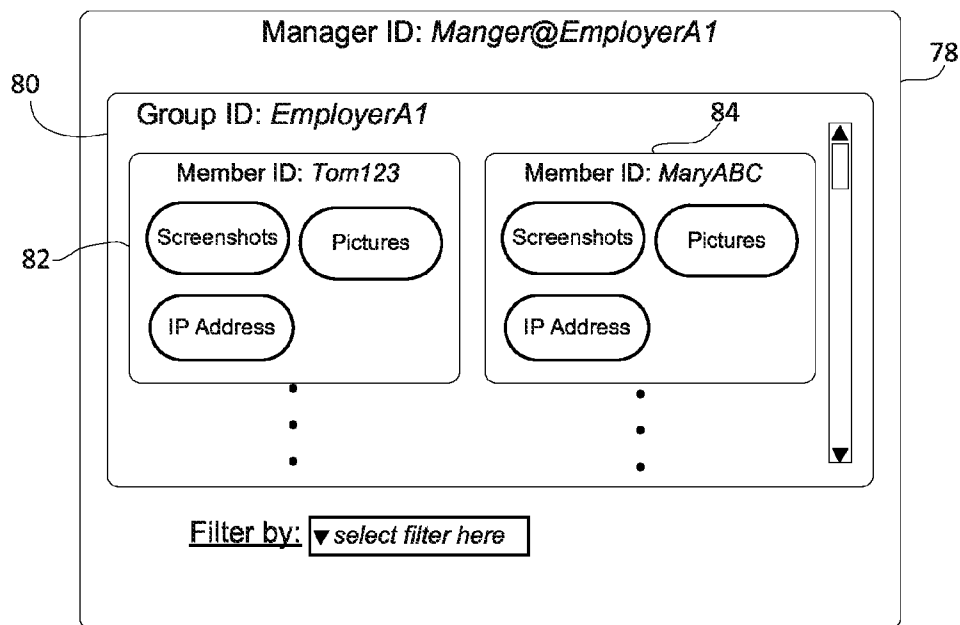 Manager ID: Manger@EmployerA1
78
80
Group ID: EmployerA1
84
Member ID: Tom123
Member ID: MaryABC
Screenshots
Pictures
Screenshots
Pictures
82
IP Address
IP Address
Filter by: select filter here